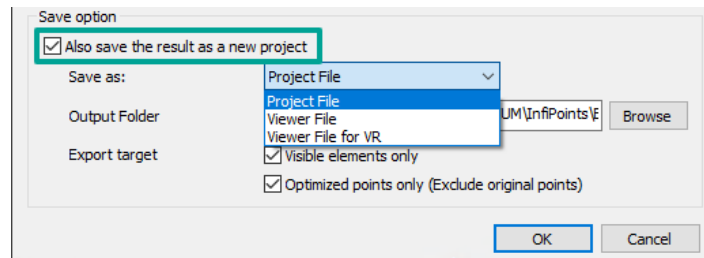 Save option
Also save the result as a new project
Save as:
Project File
Project File
Viewer File
Viewer File for VR
Output Folder
UM\InfiPoints\E
Browse
Export target
Visible elements only
Optimized points only (Exclude original points)
OK
Cancel